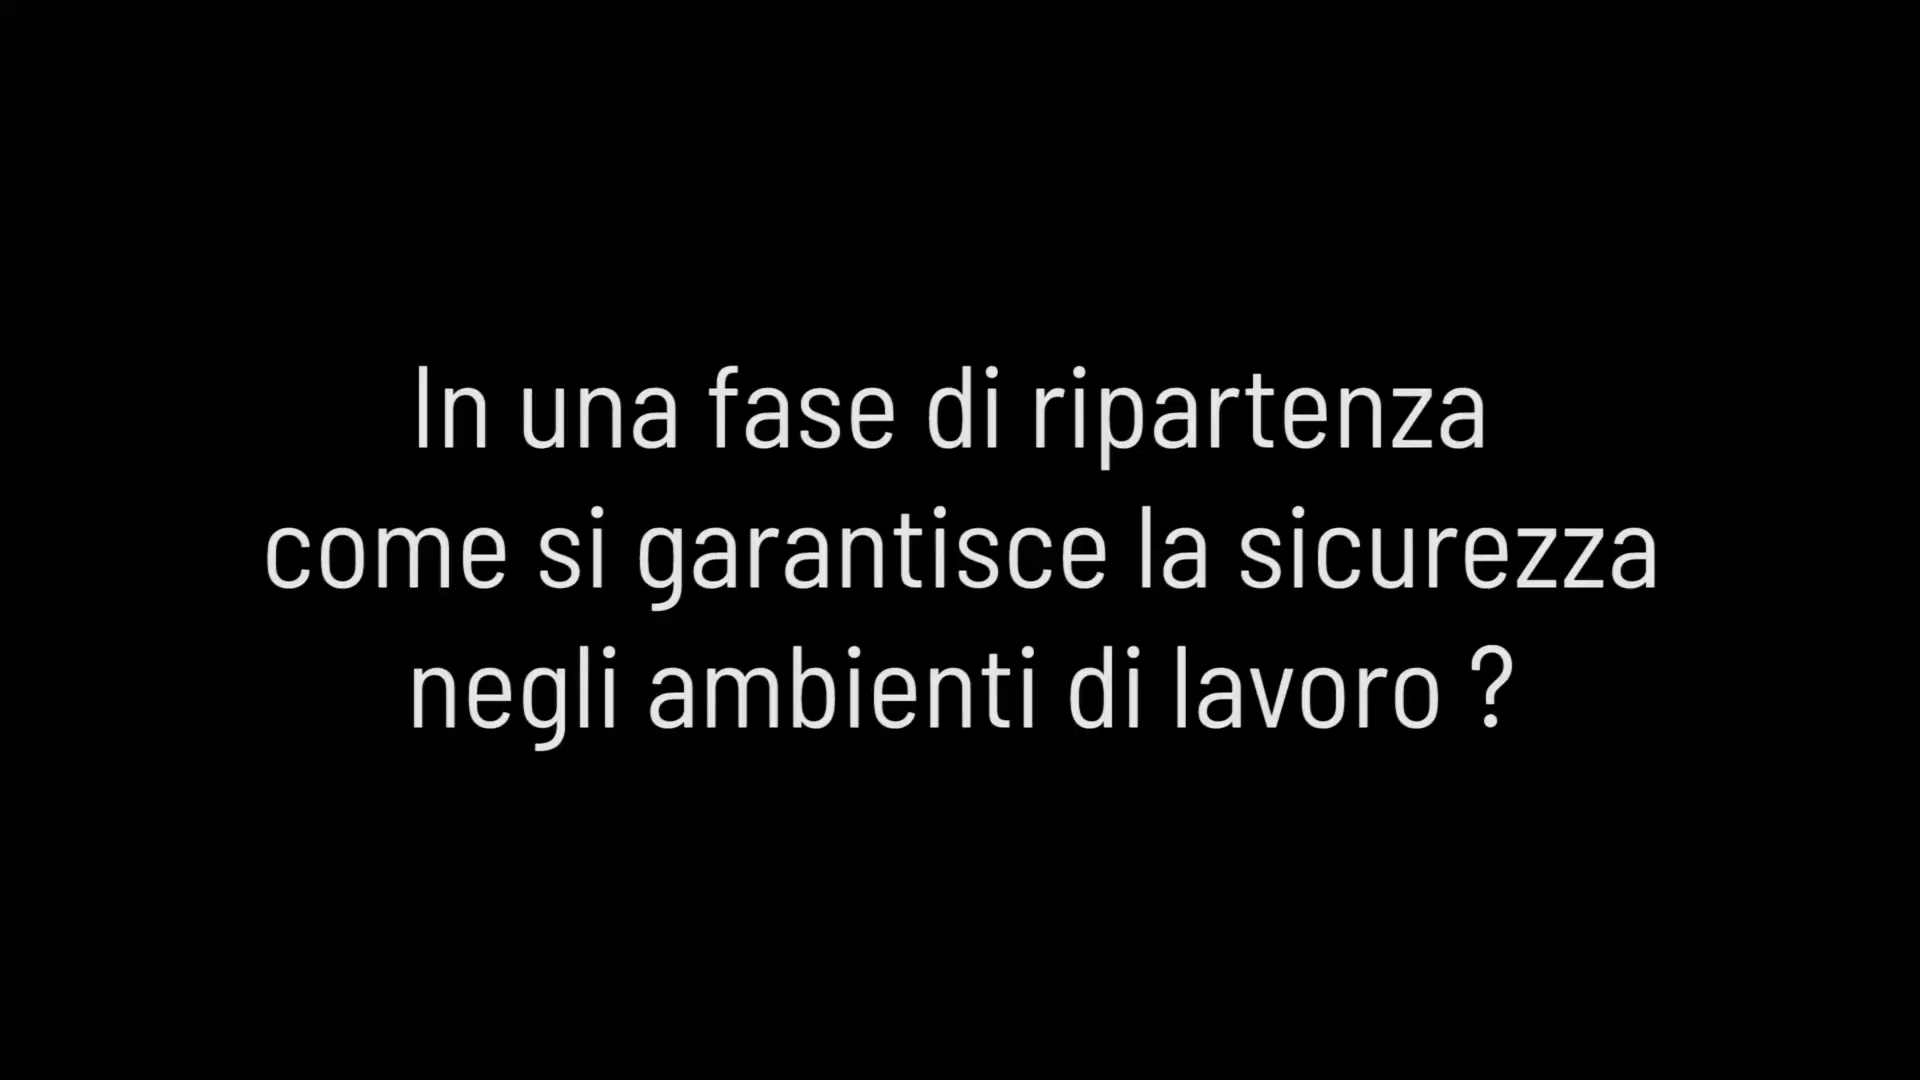 In una fase di ripartenza
come si garantisce la sicurezza
negli ambienti di lavoro ?